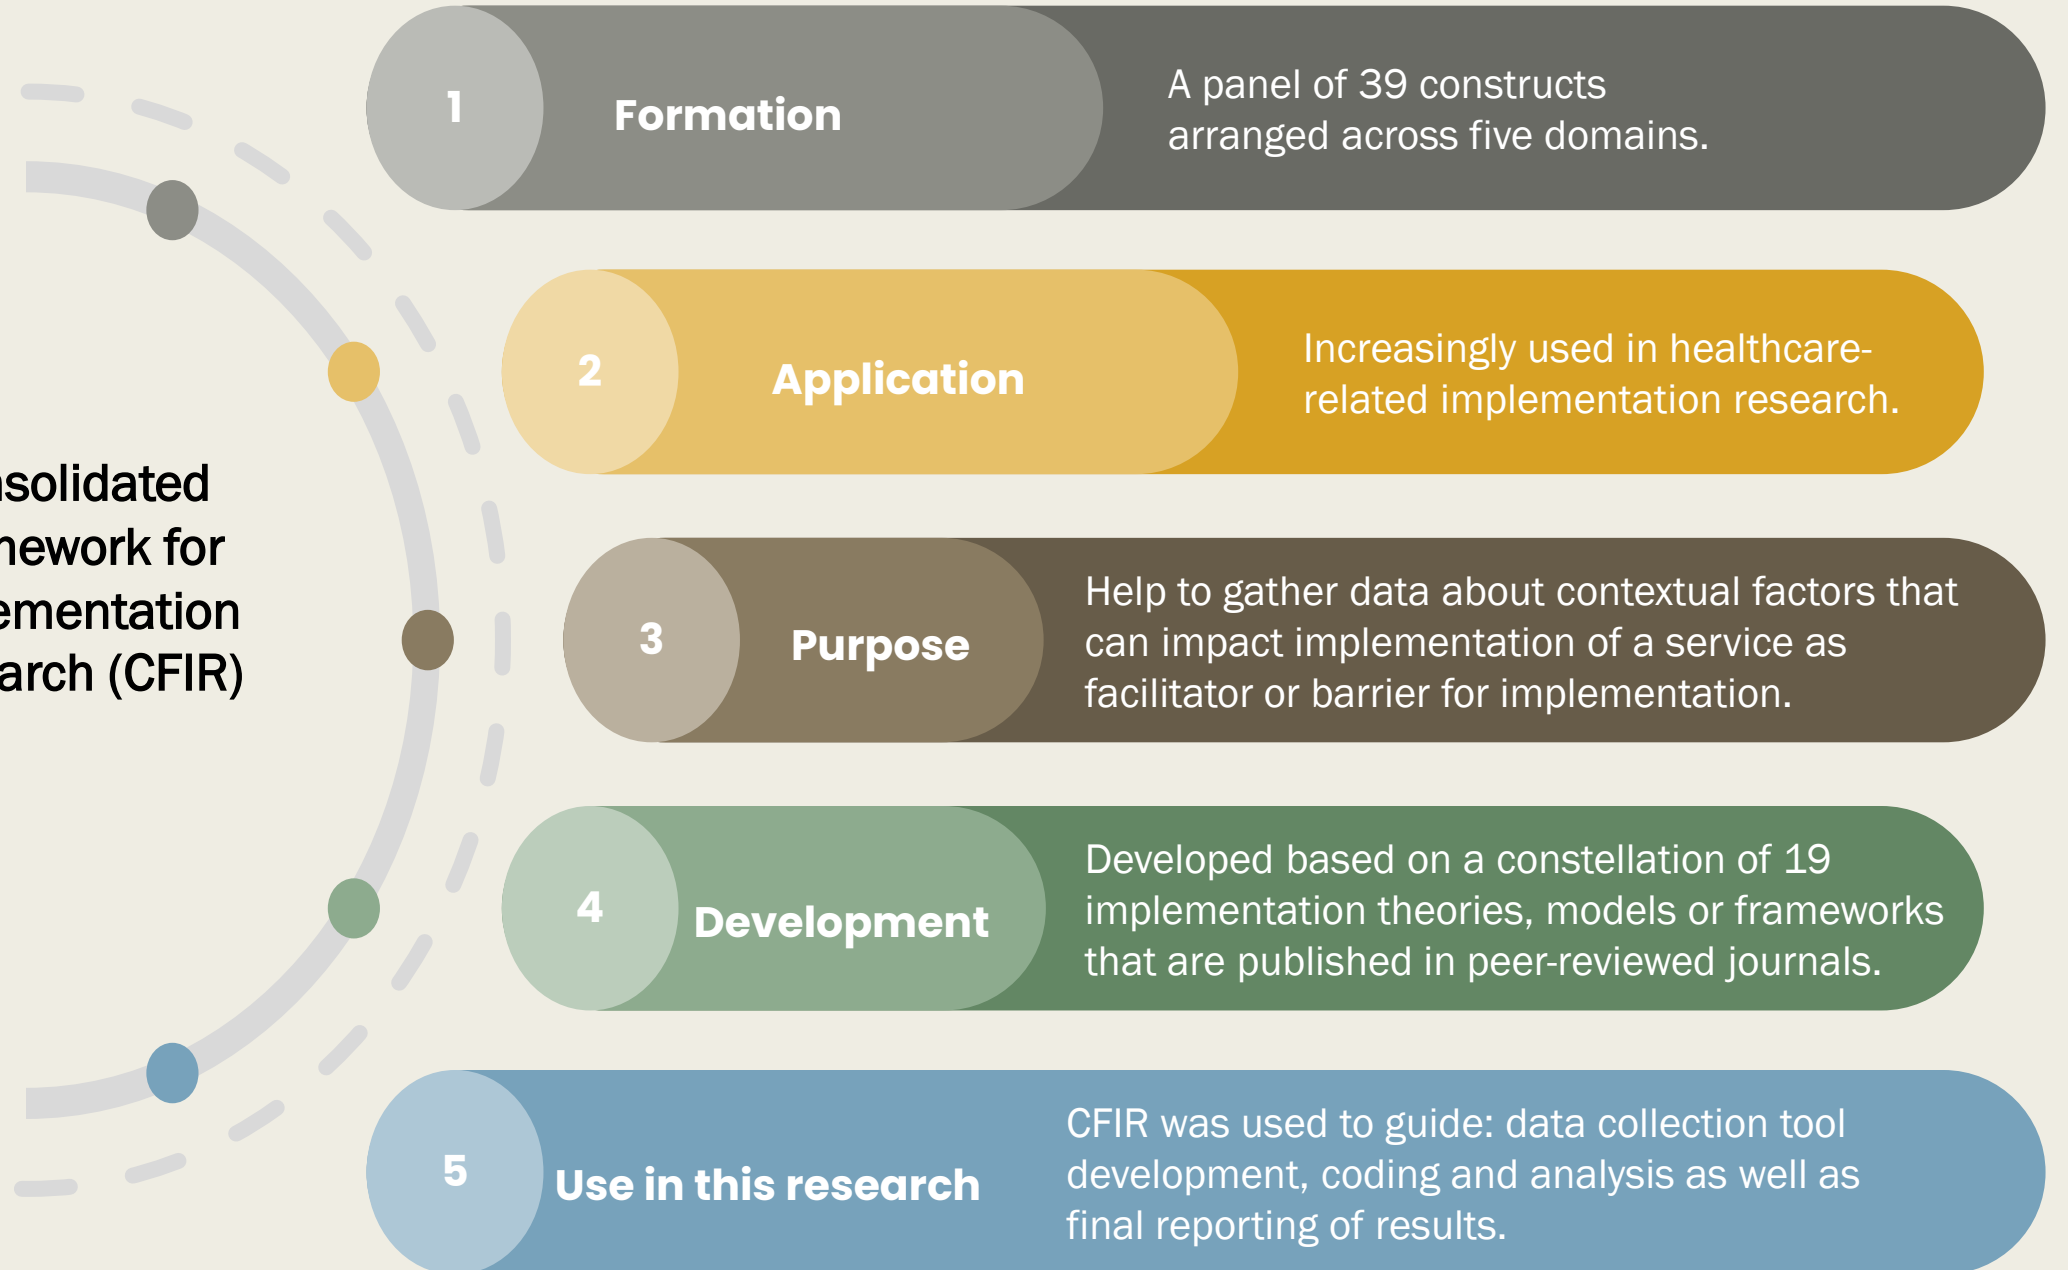 nsolidated
nework for
ementation
arch (CFIR)
1
Formation
A panel of 39 constructs
arranged across five domains.
2
Application
Increasingly used in healthcare-
related implementation research.
3
Purpose
Help to gather data about contextual factors that
can impact implementation of a service as
facilitator or barrier for implementation.
4
Development
Developed based on a constellation of 19
implementation theories, models or frameworks
that are published in peer-reviewed journals.
5
Use in this research
CFIR was used to guide: data collection tool
development, coding and analysis as well as
final reporting of results.